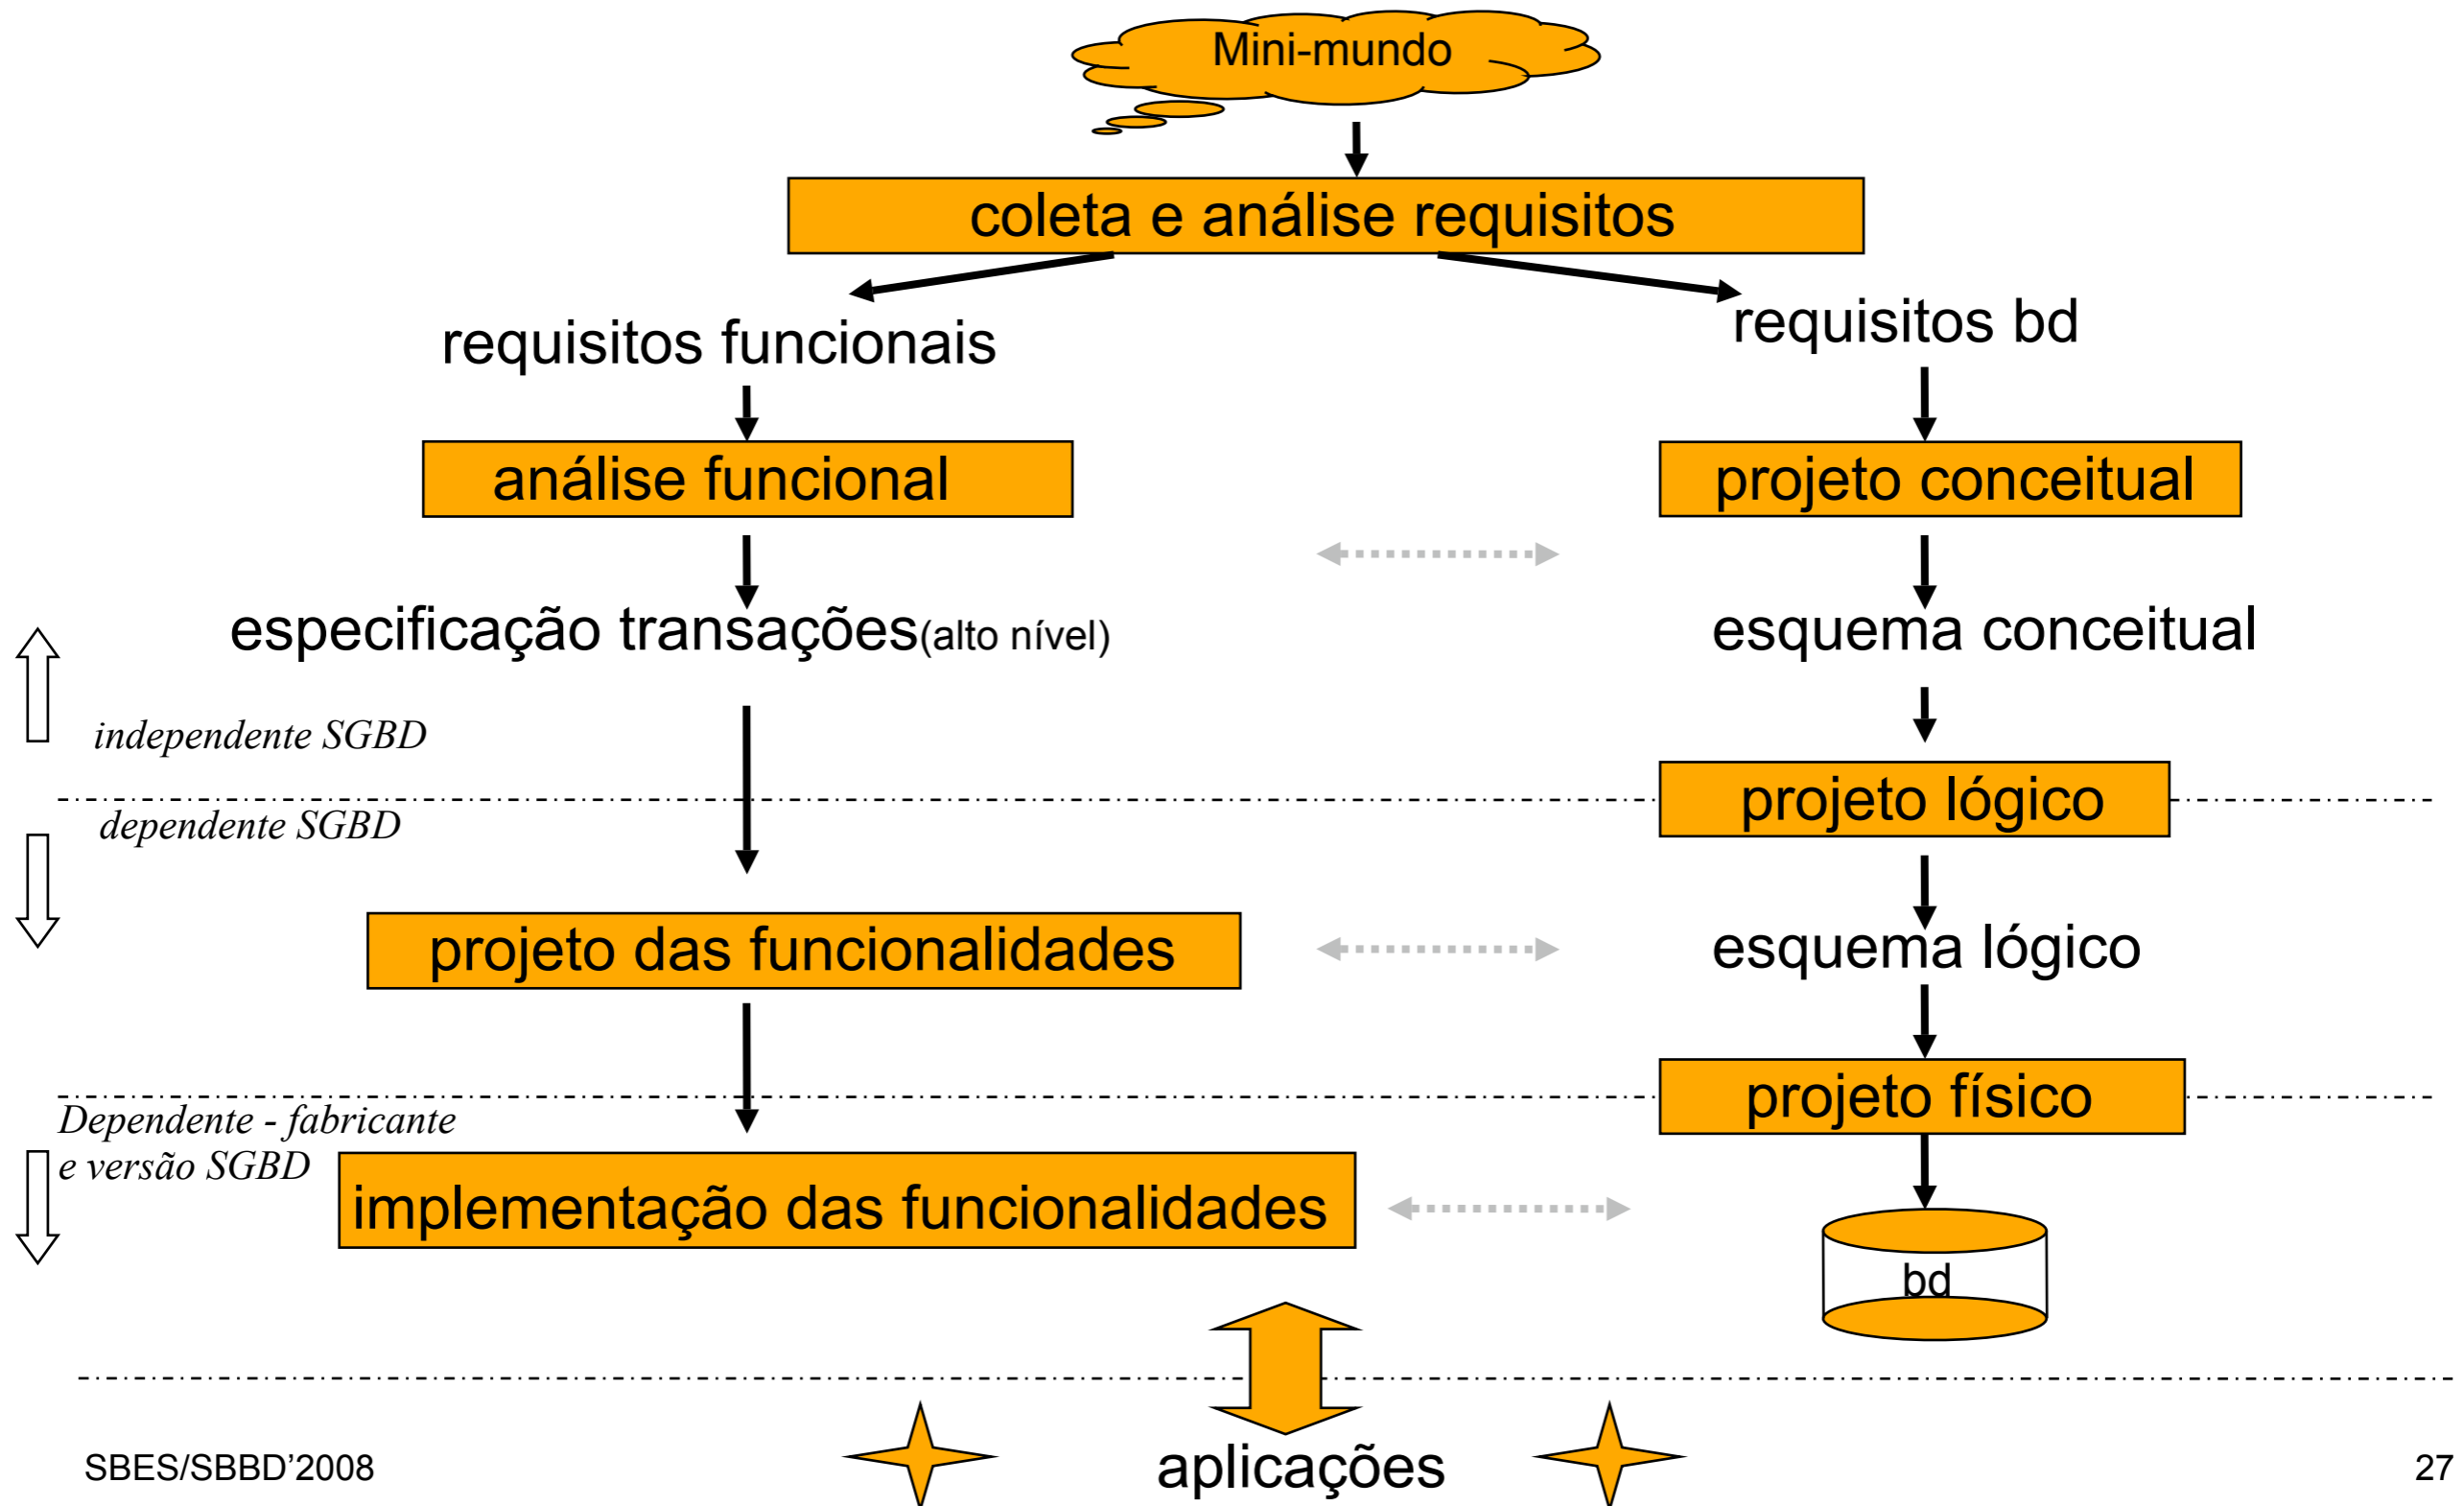 Mini-mundo
coleta e análise requisitos
requisitos funcionais
requisitos bd
análise funcional
projeto conceitual
especificação transações(alto nível)
esquema conceitual
independente SGBD
projeto lógico
dependente SGBD
projeto das funcionalidades
esquema lógico
projeto físico
Dependente - fabricante
e versão SGBD
implementação das funcionalidades
bd
aplicações
SBES/SBBD’2008
27